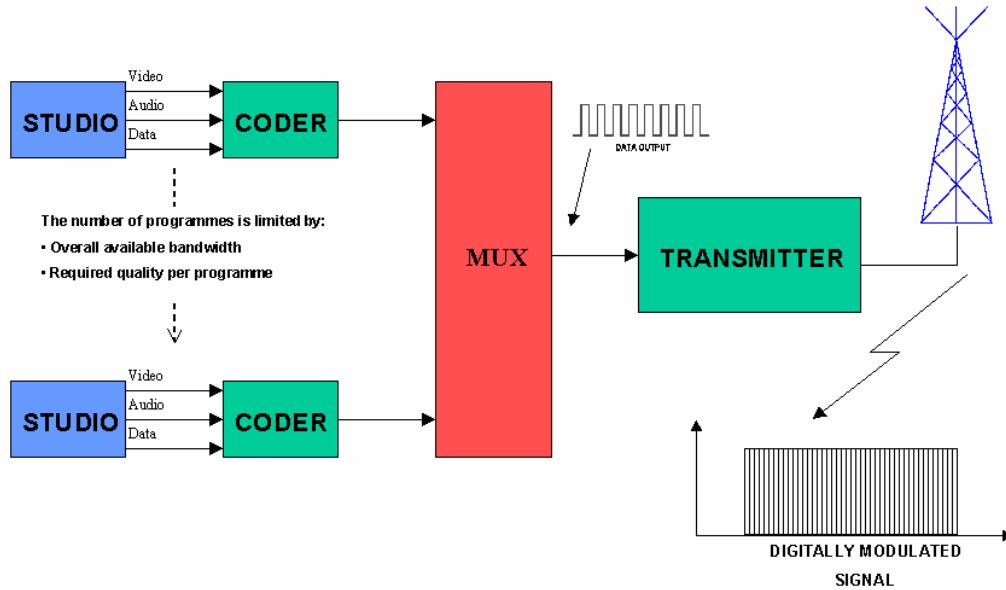 Video
Audio
Data
STUDIO
CODER
The number of programmes is limited by:
• Overall available bandwidth
• Required quality per programme
Video
Audio
Data
STUDIO
CODER
MUX
DATA OUTPUT
TRANSMITTER
DIGITALLY MODULATED
SIGNAL